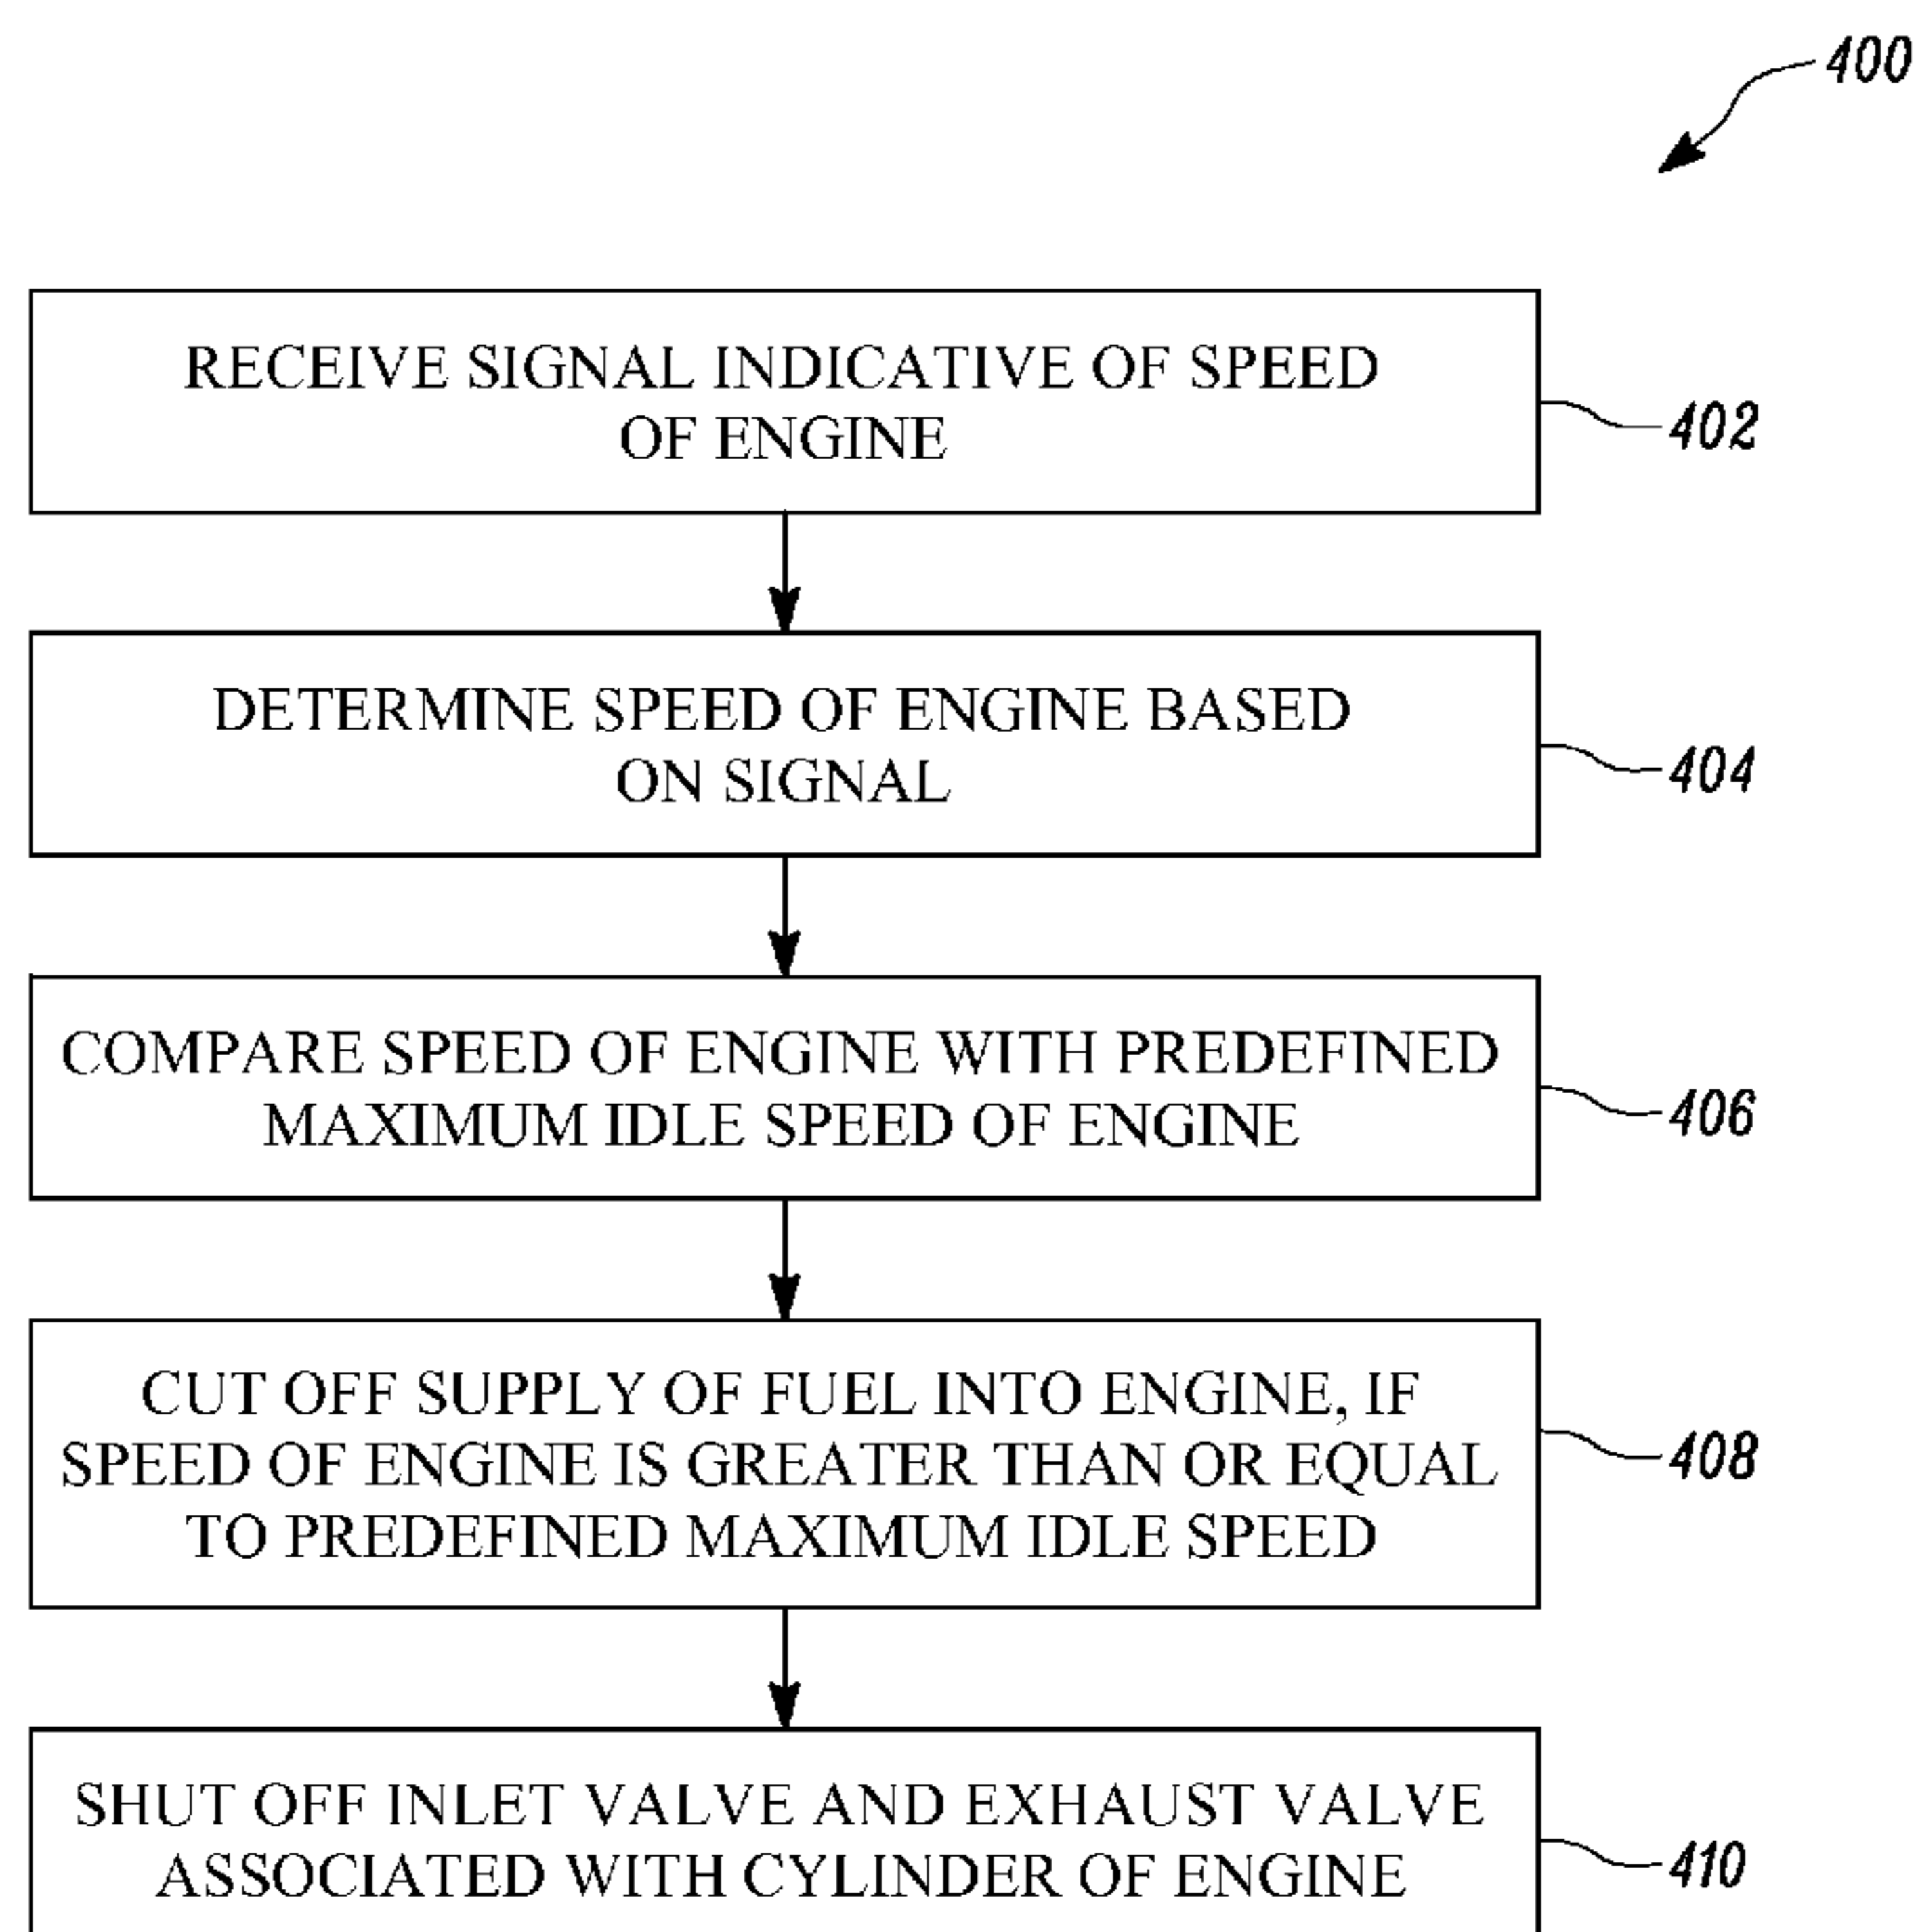 400
RECEIVE SIGNAL INDICATIVE OF SPEED
OF ENGINE
402
DETERMINE SPEED OF ENGINE BASED
ON SIGNAL
404
COMPARE SPEED OF ENGINE WITH PREDEFINED
MAXIMUM IDLE SPEED OF ENGINE
406
CUT OFF SUPPLY OF FUEL INTO ENGINE, IF
SPEED OF ENGINE IS GREATER THAN OR EQUAL
TO PREDEFINED MAXIMUM IDLE SPEED
408
SHUT OFF INLET VALVE AND EXHAUST VALVE
ASSOCIATED WITH CYLINDER OF ENGINE
410